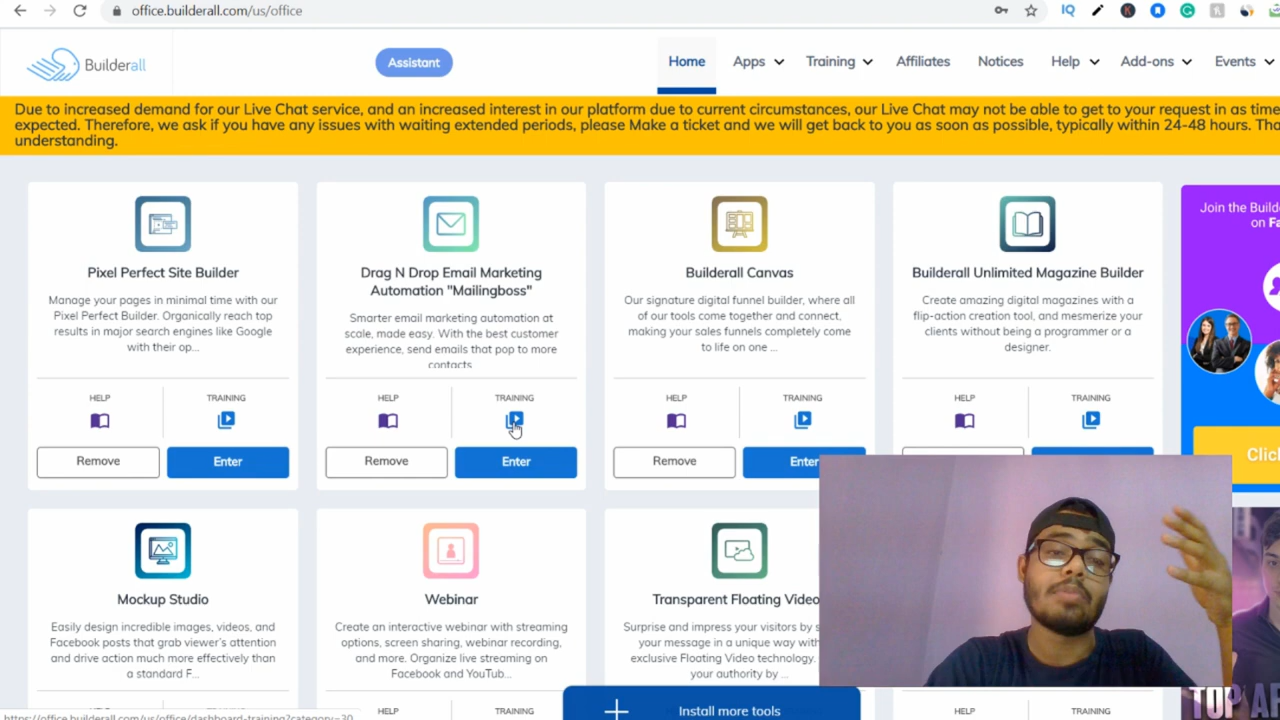 office.builderall.com/us/office
Builderall
Assistant
Home
Apps
Training
Affiliates
Notices
Help
Add-ons
Events
Due to increased demand for our Live Chat service, and an increased interest in our platform due to current circumstances, our Live Chat may not be able to get to your request in as time
expected. Therefore, we ask if you have any issues with waiting extended periods, please Make a ticket and we will get back to you as soon as possible, typically within 24-48 hours. Tha
understanding.
Pixel Perfect Site Builder
Manage your pages in minimal time with our
Pixel Perfect Builder. Organically reach top
results in major search engines like Google
with their op...
HELP
TRAINING
Remove
Enter
Drag N Drop Email Marketing
Automation "Mailingboss"
Smarter email marketing automation at
scale, made easy. With the best customer
experience, send emails that pop to more
contacts
HELP
TRAINING
Remove
Enter
Builderall Canvas
Our signature digital funnel builder, where all
of our tools come together and connect,
making your sales funnels completely come
to life on one ...
HELP
TRAINING
Remove
Enter
Builderall Unlimited Magazine Builder
Create amazing digital magazines with a
flip-action creation tool, and mesmerize your
clients without being a programmer or a
designer.
HELP
TRAINING
Join the Builde
on Fa
Clic
Mockup Studio
Easily design incredible images, videos, and
Facebook posts that grab viewer's attention
and drive action much more effectively than
a standard F...
HELP
TRAINING
Webinar
Create an interactive webinar with streaming
options, screen sharing, webinar recording,
and more. Organize live streaming on
Facebook and YouTub...
HELP
TRAINING
Transparent Floating Video
Surprise and impress your visitors by s
your message in a unique way with
exclusive Floating Video technology.
your authority by ...
HELP
TRAINING
TOP AF
https://office.builderall.com/us/office/dashboard-training?category=30
Install more tools